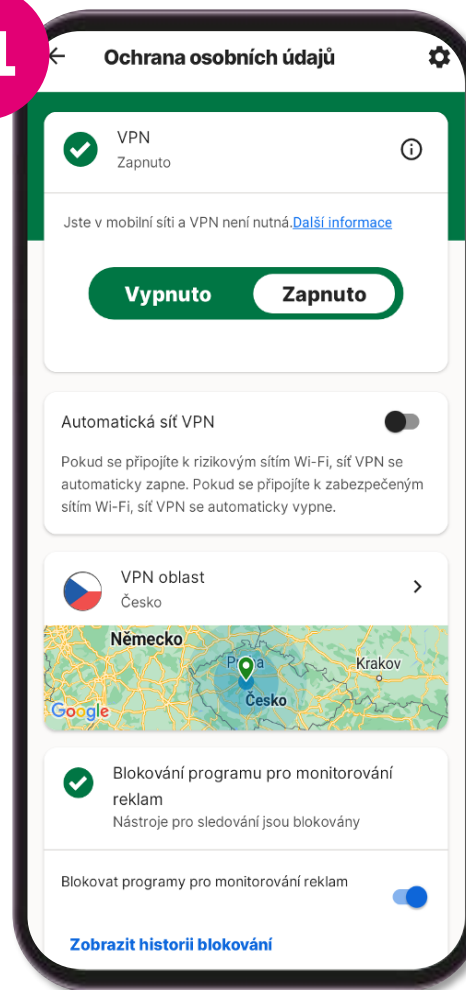 1
Ochrana osobních údajů
VPN
Zapnuto
Jste v mobilní síti a VPN není nutná.Další informace
Vypnuto Zapnuto
Automatická síť VPN
Pokud se připojíte k rizikovým sítím Wi-Fi, síť VPN se
automaticky zapne. Pokud se připojíte k zabezpečeným
sítím Wi-Fi, síť VPN se automaticky vypne.
VPN oblast
Česko
Německo
Praha
Krakov
Česko
Google
Blokování programu pro monitorování
reklam
Nástroje pro sledování jsou blokovány
Blokovat programy pro monitorování reklam
Zobrazit historii blokování